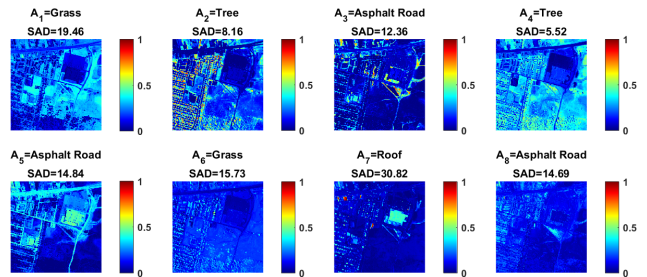 A1=Grass
SAD=19.46
A2=Tree
SAD=8.16
A3=Asphalt Road
SAD=12.36
A4=Tree
SAD=5.52
1
0.5
0
1
0.5
0
1
0.5
0
1
0.5
0
A5=Asphalt Road
SAD=14.84
A6=Grass
SAD=15.73
A7=Roof
SAD=30.82
A8=Asphalt Road
SAD=14.69
1
0.5
0
1
0.5
0
1
0.5
0
1
0.5
0